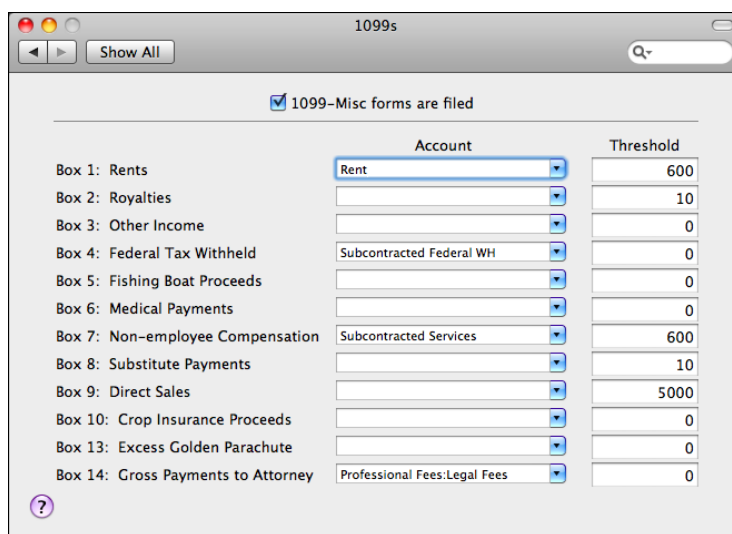 1099s
Show All
1099-Misc forms are filed
Account Threshold
Box 1: Rents Rent 600
Box 2: Royalties 10
Box 3: Other Income 0
Box 4: Federal Tax Withheld Subcontracted Federal WH 0
Box 5: Fishing Boat Proceeds 0
Box 6: Medical Payments 0
Box 7: Non-employee Compensation Subcontracted Services 600
Box 8: Substitute Payments 10
Box 9: Direct Sales 5000
Box 10: Crop Insurance Proceeds 0
Box 13: Excess Golden Parachute 0
Box 14: Gross Payments to Attorney Professional Fees:Legal Fees 0
?